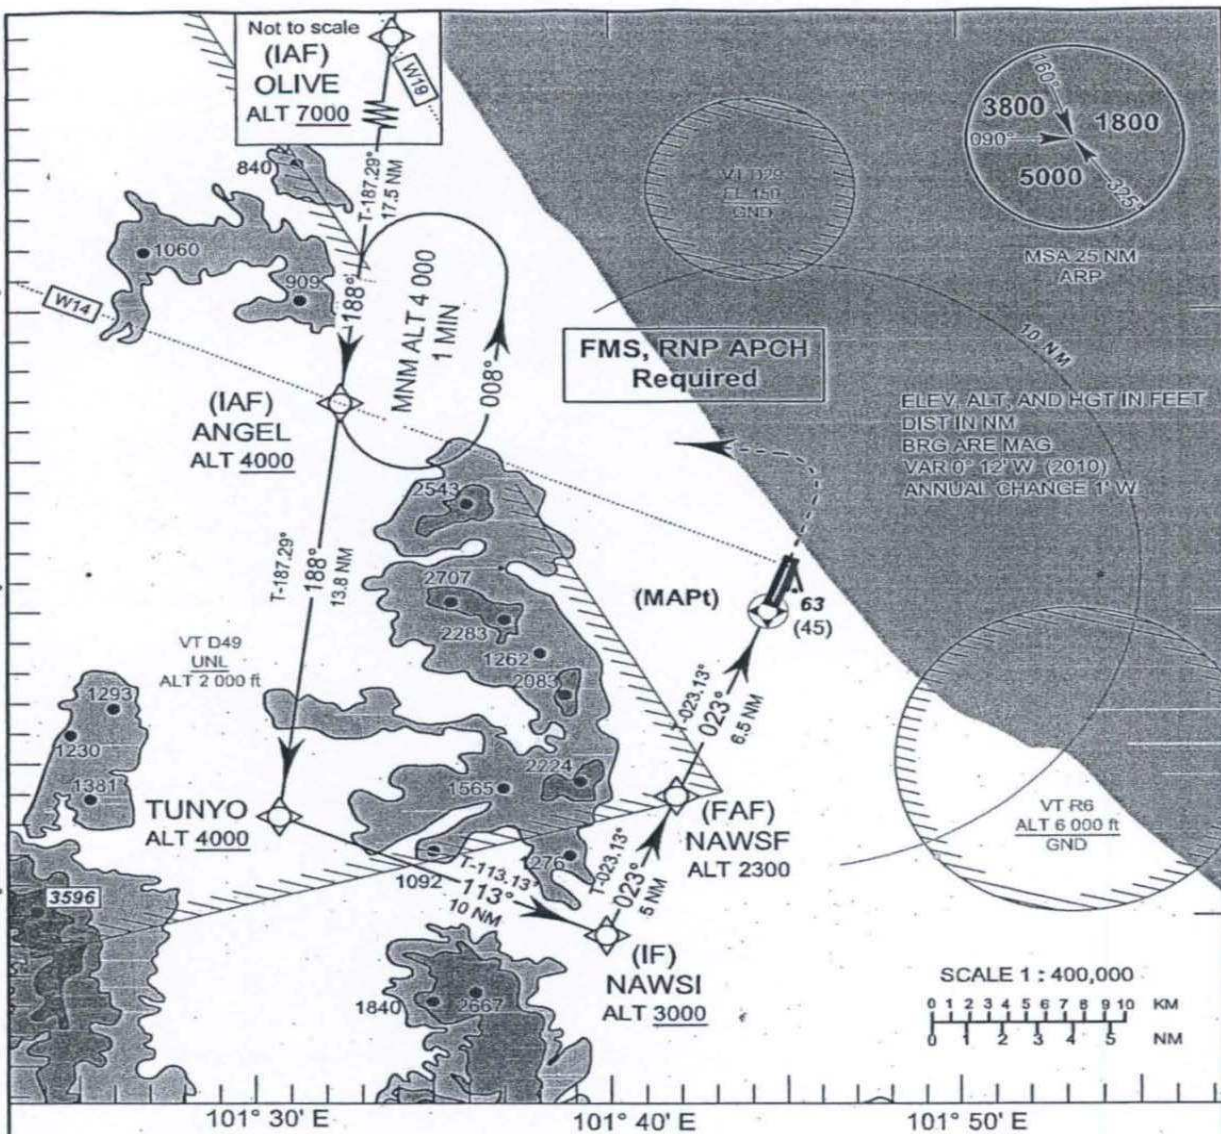 Not to scale
(IAF)
OLIVE
ALT 7000
W19
T-187.29°
17.5 NM
160°
3800
1800
090°
5000
325°
MSA 25 NM
ARP
VT D29
FL 150
GND
840
1060
909
W14
188°
MNM ALT 4 000
1 MIN
008°
FMS, RNP APCH
Required
10 NM
ELEV, ALT, AND HGT IN FEET
DIST IN NM
BRG ARE MAG
VAR 0° 12' W (2010)
ANNUAL CHANGE 1' W
(IAF)
ANGEL
ALT 4000
2543
T-187.29°
188°
13.8 NM
2707
2283
1262
2083
(MAPt)
63
(45)
VT D49
UNL
ALT 2 000 ft
1293
1230
1381
T-023.13°
023°
6.5 NM
2224
1565
TUNYO
ALT 4000
(FAF)
NAWSF
ALT 2300
VT R6
ALT 6 000 ft
GND
1276
1092
T-113.13°
113°
10 NM
T-023.13°
023°
5 NM
3596
(IF)
NAWSI
ALT 3000
1840
2667
SCALE 1 : 400,000
0 1 2 3 4 5 6 7 8 9 10 KM
0 1 2 3 4 5 NM
101° 30' E
101° 40' E
101° 50' E